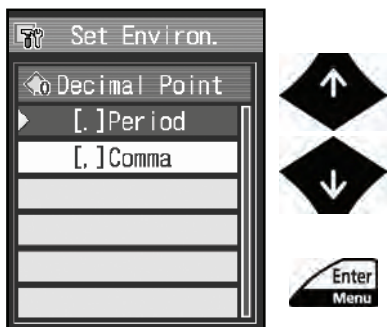 Set Environ.
Decimal Point
[.]Period
[,]Comma
Enter
Menu